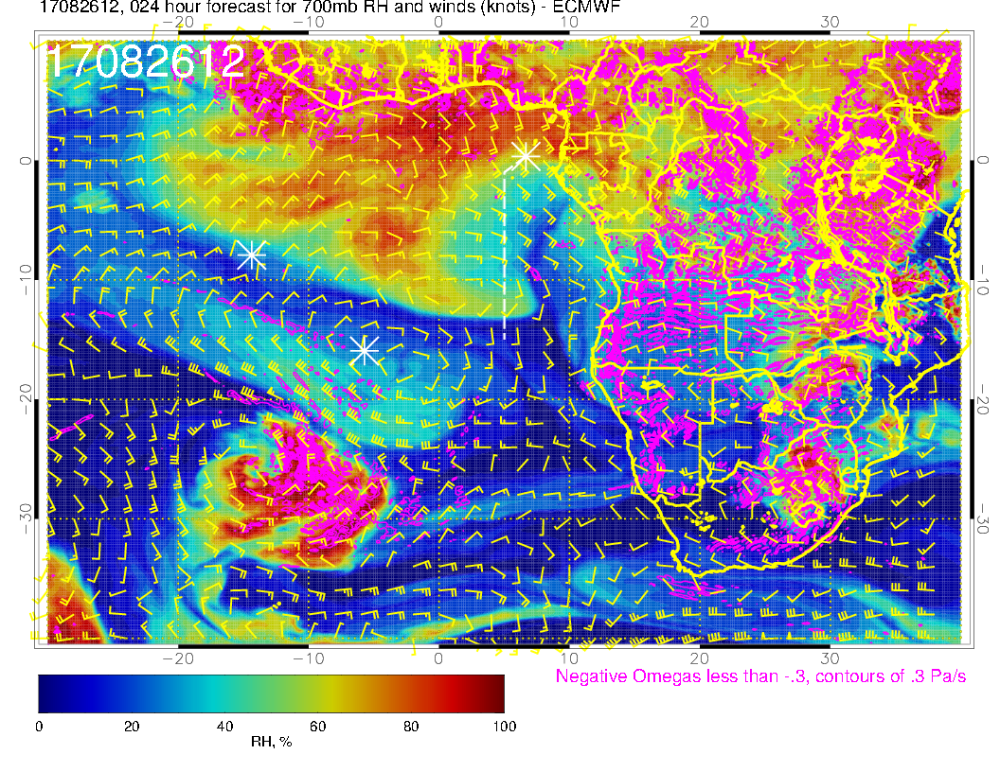 17082612, 024 hour forecast for 700mb RH and winds (knots) - ECMWF
−20 −10 0 10 20 30
17082612
0 0
−10 −10
−20 −20
−30 −30
−20 −10 0 10 20 30
Negative Omegas less than -.3, contours of .3 Pa/s
0 20 40 60 80 100
RH, %